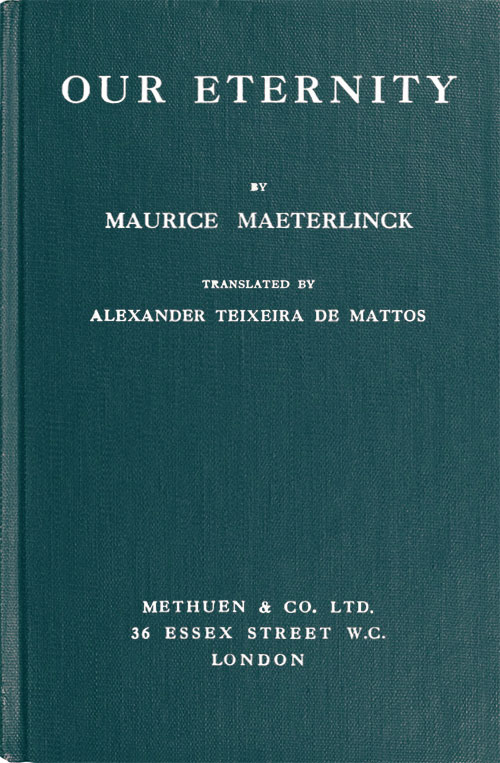 OUR ETERNITY
BY
MAURICE MAETERLINCK
TRANSLATED BY
ALEXANDER TEIXEIRA DE MATTOS
METHUEN & CO. LTD.
36 ESSEX STREET W.C.
LONDON